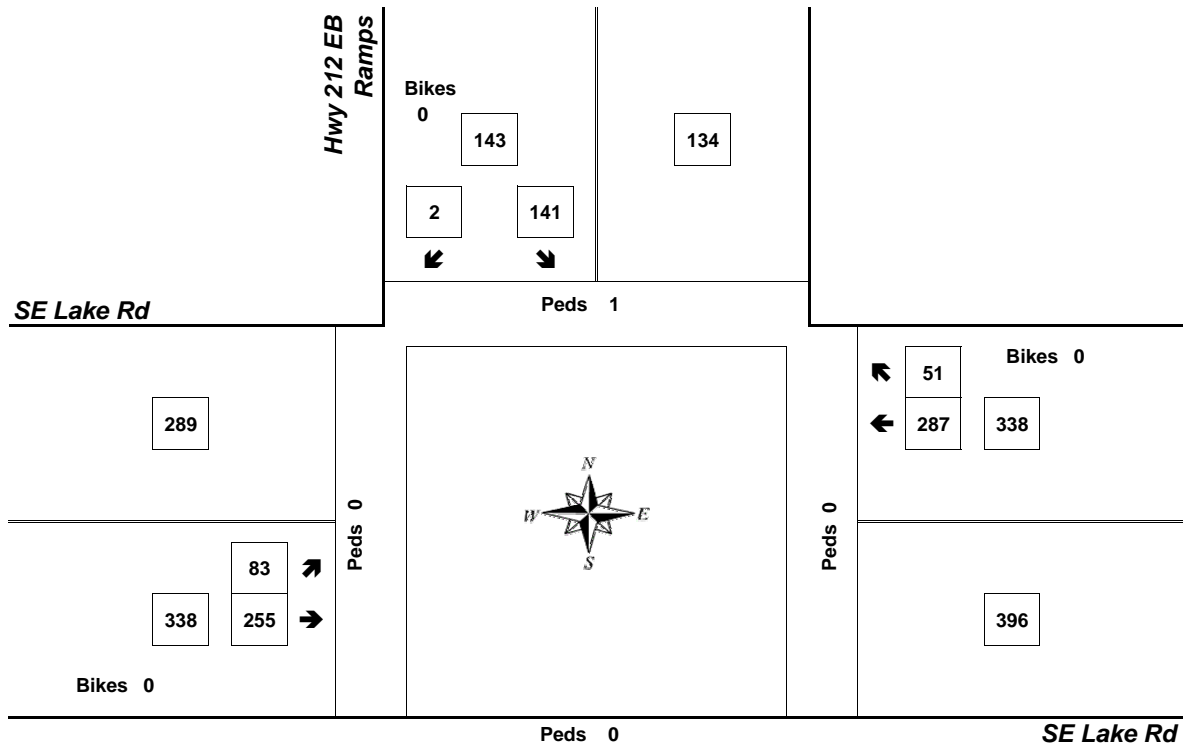 Hwy 212 EB
Ramps
Bikes
0
143
134
2
141
Peds 1
SE Lake Rd
51
Bikes 0
289
287
338
N
W
E
S
Peds 0
Peds 0
83
338
255
396
Bikes 0
Peds 0
SE Lake Rd